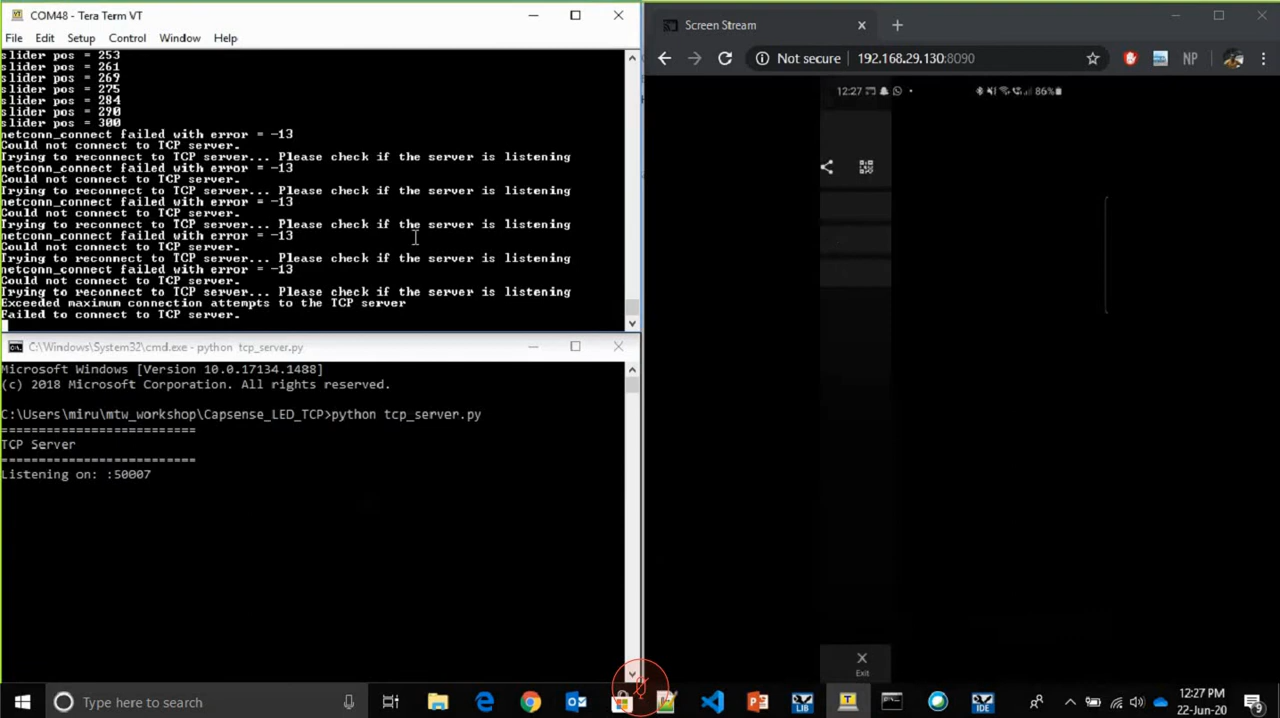 COM48 - Tera Term VT
File Edit Setup Control Window Help
slider pos = 253
slider pos = 261
slider pos = 269
slider pos = 275
slider pos = 284
slider pos = 290
slider pos = 300
netconn_connect failed with error = -13
Could not connect to TCP server.
Trying to reconnect to TCP server... Please check if the server is listening
netconn_connect failed with error = -13
Could not connect to TCP server.
Trying to reconnect to TCP server... Please check if the server is listening
netconn_connect failed with error = -13
Could not connect to TCP server.
Trying to reconnect to TCP server... Please check if the server is listening
netconn_connect failed with error = -13
Could not connect to TCP server.
Trying to reconnect to TCP server... Please check if the server is listening
netconn_connect failed with error = -13
Could not connect to TCP server.
Trying to reconnect to TCP server... Please check if the server is listening
Exceeded maximum connection attempts to the TCP server
Failed to connect to TCP server.
C:\Windows\System32\cmd.exe - python tcp_server.py
Microsoft Windows [Version 10.0.17134.1488]
(c) 2018 Microsoft Corporation. All rights reserved.
C:\Users\miru\mtw_workshop\Capsense_LED_TCP>python tcp_server.py
==========================
TCP Server
==========================
Listening on: :50007
Screen Stream
Not secure 192.168.29.130:8090
NP
12:27
86%
Exit
Type here to search
LIB
IDE
12:27 PM
22-Jun-20
9